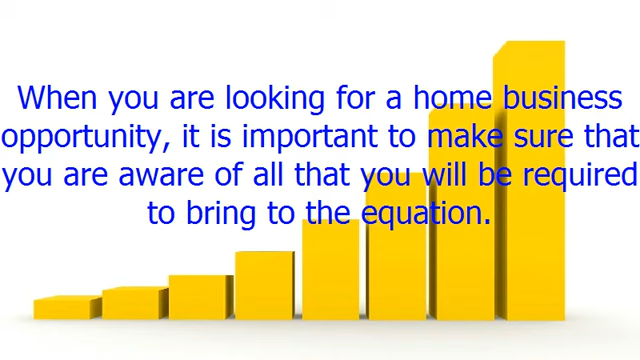 When you are looking for a home business
opportunity, it is important to make sure that
you are aware of all that you will be required
to bring to the equation.